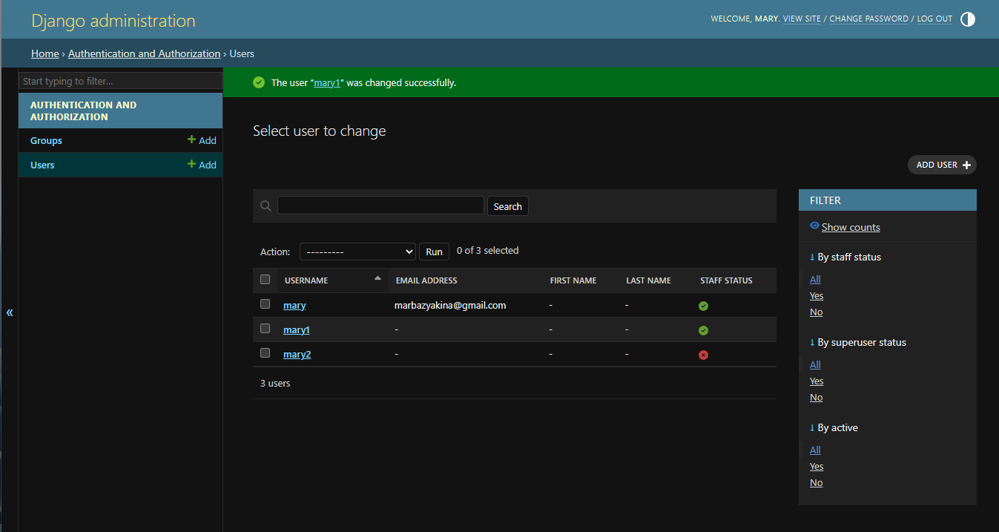 Django administration
WELCOME, MARY. VIEW SITE / CHANGE PASSWORD / LOG OUT
Home › Authentication and Authorization › Users
Start typing to filter...
AUTHENTICATION AND
AUTHORIZATION
Groups + Add
Users + Add
«
The user “mary1” was changed successfully.
Select user to change
ADD USER +
Search
Action: --------- Run 0 of 3 selected
USERNAME EMAIL ADDRESS FIRST NAME LAST NAME STAFF STATUS
mary marbazyakina@gmail.com - -
mary1 - - -
mary2 - - -
3 users
FILTER
Show counts
↓ By staff status
All
Yes
No
↓ By superuser status
All
Yes
No
↓ By active
All
Yes
No